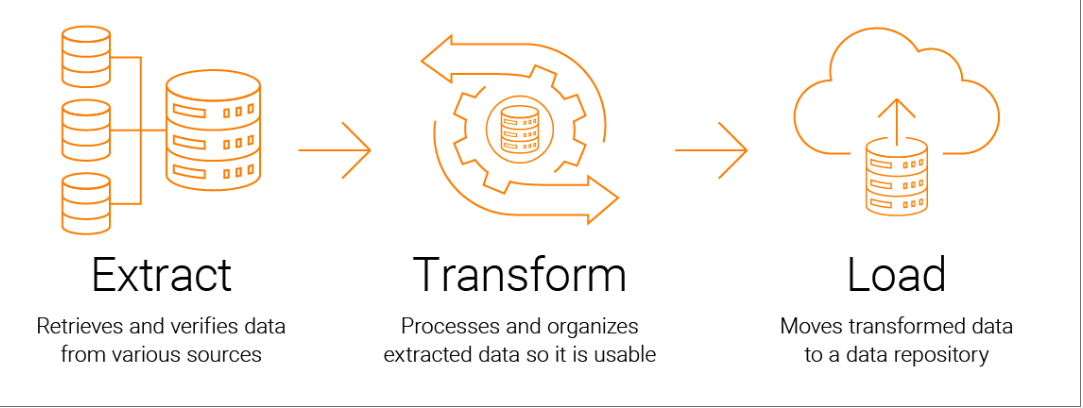 Extract
Retrieves and verifies data
from various sources
Transform
Processes and organizes
extracted data so it is usable
Load
Moves transformed data
to a data repository